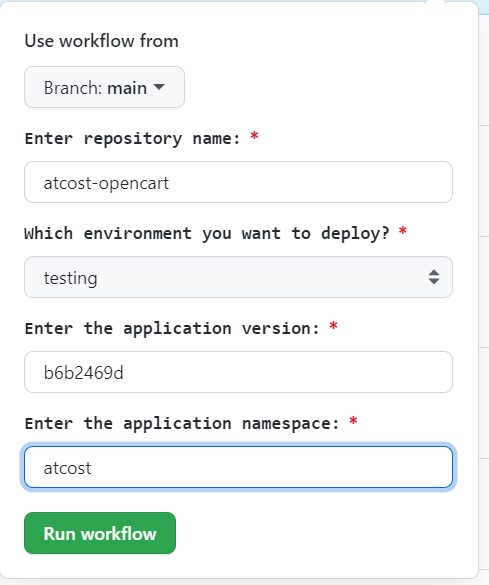 Use workflow from
Branch: main
Enter repository name: *
atcost-opencart
Which environment you want to deploy? *
testing
Enter the application version: *
b6b2469d
Enter the application namespace: *
atcost
Run workflow